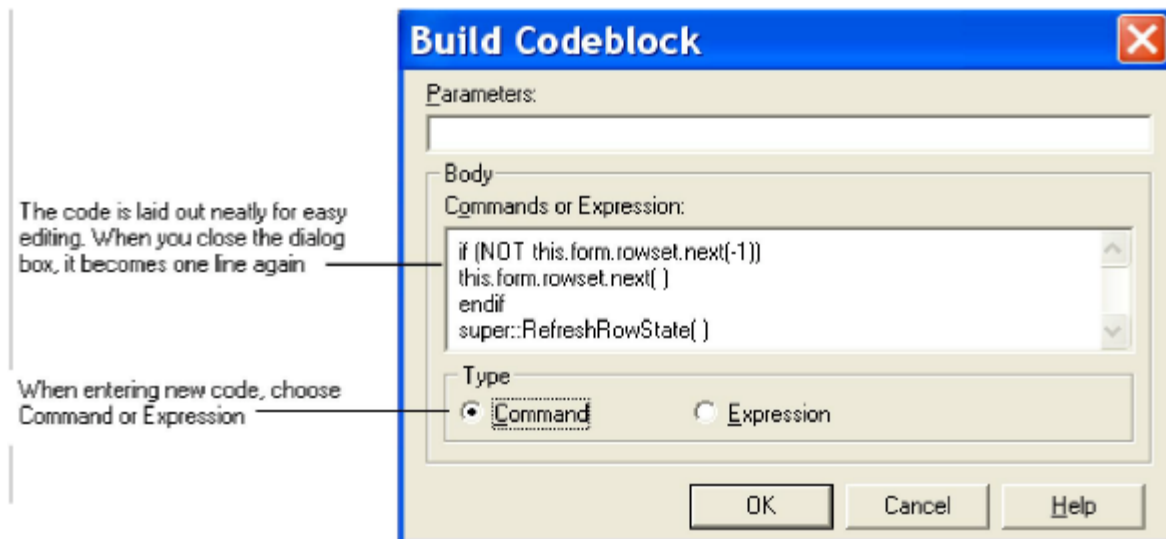 Build Codeblock
Parameters:
Body
Commands or Expression:
The code is laid out neatly for easy
editing. When you close the dialog
box, it becomes one line again
if (NOT this.form.rowset.next(-1))
this.form.rowset.next( )
endif
super::RefreshRowState( )
When entering new code, choose
Command or Expression
Type
Command
Expression
OK
Cancel
Help